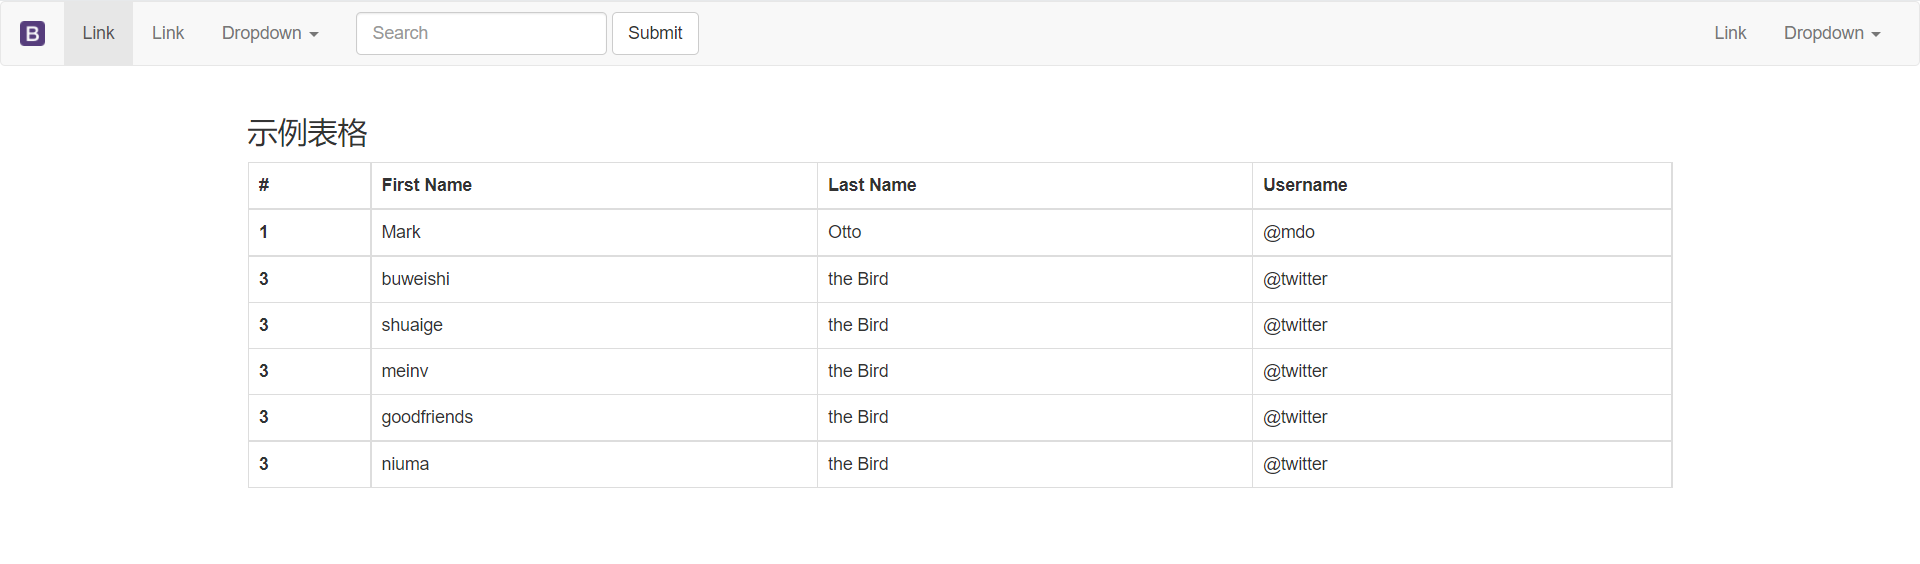 B Link Link Dropdown Search Submit Link Dropdown
示例表格
# First Name Last Name Username
1 Mark Otto @mdo
3 buweishi the Bird @twitter
3 shuaige the Bird @twitter
3 meinv the Bird @twitter
3 goodfriends the Bird @twitter
3 niuma the Bird @twitter